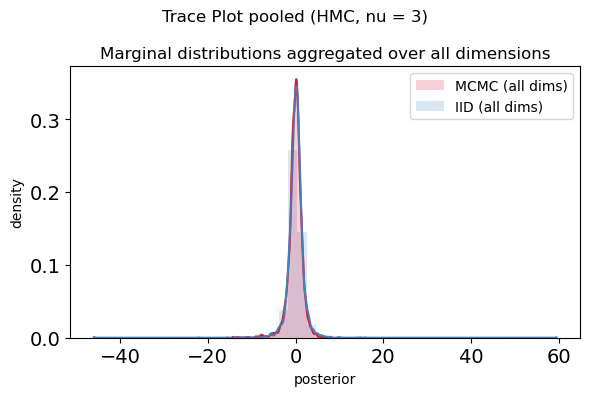 Trace Plot pooled (HMC, nu = 3)
Marginal distributions aggregated over all dimensions
MCMC (all dims)
IID (all dims)
density
0.3
0.2
0.1
0.0
−40
−20
0
20
40
60
posterior